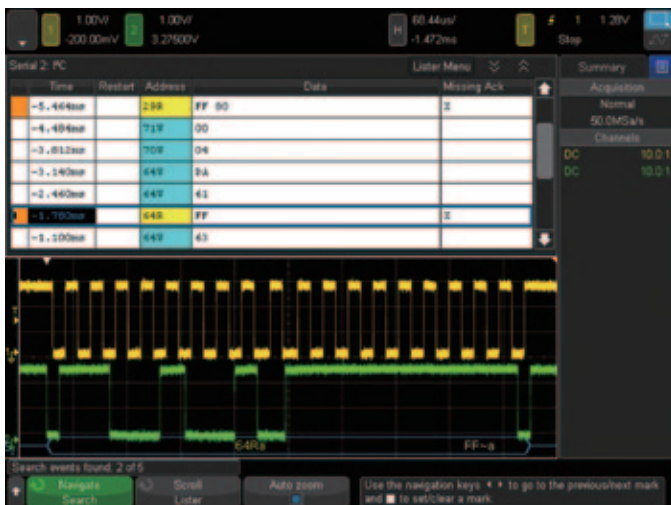 1 1.00V/ 2 1.00V/ H 68.44us/ T 1 1.28V
-200.00mV 3.27500V -1.472ms Stop
Serial 2: I²C Lister Menu Summary
Time Restart Address Data Missing Ack
-5.464ms 29R FF 80 X
-4.484ms 71W 00
-3.812ms 70W 04
-3.140ms 64W DA
-2.460ms 64W 61
-1.780ms 64R FF X
-1.100ms 64W 63
Acquisition
Normal
50.0MSa/s
Channels
DC 10.0:1
DC 10.0:1
64Ra FF~a
Search events found: 2 of 5
Navigate
Search
Scroll
Lister
Auto zoom
Use the navigation keys to go to the previous/next mark
and to set/clear a mark.